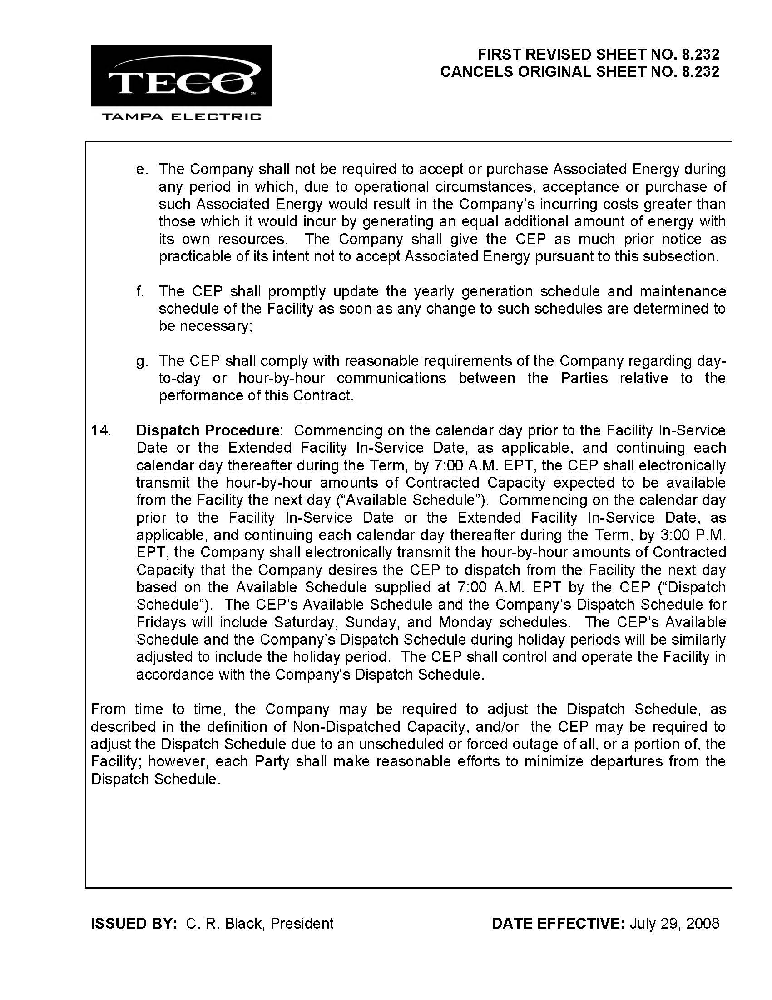 FIRST REVISED SHEET NO. 8.232
CANCELS ORIGINAL SHEET NO. 8.232
TECO
SM
TAMPA ELECTRIC
e. The Company shall not be required to accept or purchase Associated Energy during
any period in which, due to operational circumstances, acceptance or purchase of
such Associated Energy would result in the Company's incurring costs greater than
those which it would incur by generating an equal additional amount of energy with
its own resources. The Company shall give the CEP as much prior notice as
practicable of its intent not to accept Associated Energy pursuant to this subsection.
f. The CEP shall promptly update the yearly generation schedule and maintenance
schedule of the Facility as soon as any change to such schedules are determined to
be necessary;
g. The CEP shall comply with reasonable requirements of the Company regarding day-
to-day or hour-by-hour communications between the Parties relative to the
performance of this Contract.
14. Dispatch Procedure: Commencing on the calendar day prior to the Facility In-Service
Date or the Extended Facility In-Service Date, as applicable, and continuing each
calendar day thereafter during the Term, by 7:00 A.M. EPT, the CEP shall electronically
transmit the hour-by-hour amounts of Contracted Capacity expected to be available
from the Facility the next day (“Available Schedule”). Commencing on the calendar day
prior to the Facility In-Service Date or the Extended Facility In-Service Date, as
applicable, and continuing each calendar day thereafter during the Term, by 3:00 P.M.
EPT, the Company shall electronically transmit the hour-by-hour amounts of Contracted
Capacity that the Company desires the CEP to dispatch from the Facility the next day
based on the Available Schedule supplied at 7:00 A.M. EPT by the CEP (“Dispatch
Schedule”). The CEP’s Available Schedule and the Company’s Dispatch Schedule for
Fridays will include Saturday, Sunday, and Monday schedules. The CEP’s Available
Schedule and the Company’s Dispatch Schedule during holiday periods will be similarly
adjusted to include the holiday period. The CEP shall control and operate the Facility in
accordance with the Company's Dispatch Schedule.
From time to time, the Company may be required to adjust the Dispatch Schedule, as
described in the definition of Non-Dispatched Capacity, and/or the CEP may be required to
adjust the Dispatch Schedule due to an unscheduled or forced outage of all, or a portion of, the
Facility; however, each Party shall make reasonable efforts to minimize departures from the
Dispatch Schedule.
ISSUED BY: C. R. Black, President
DATE EFFECTIVE: July 29, 2008